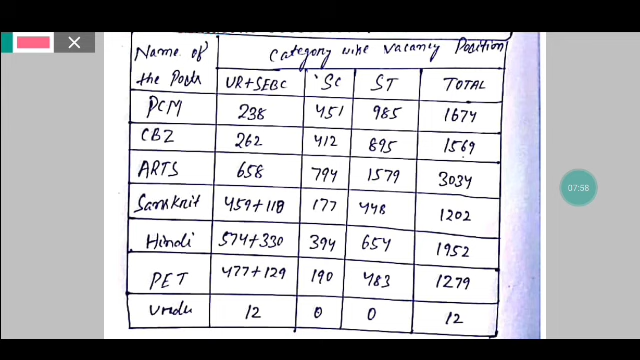 Name of the Posts
Category wise Vacancy Position
UR+SEBC SC ST TOTAL
PCM 238 451 985 1674
CBZ 262 412 895 1569
ARTS 658 794 1579 3034
Sanskrit 459+118 177 448 1202
Hindi 574+330 394 654 1952
PET 477+129 190 483 1279
Urdu 12 0 0 12
07:58